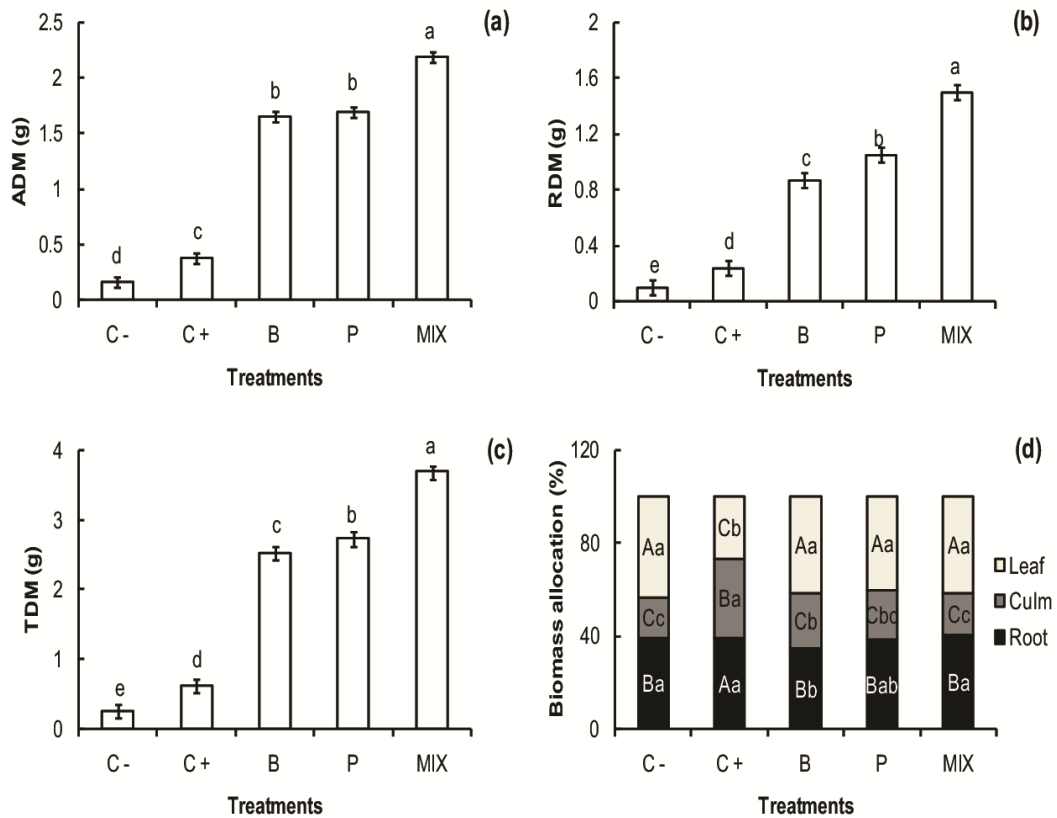 (a)
ADM (g)
2.5
2
1.5
1
0.5
0
d
c
b
b
a
C - C + B P MIX
Treatments
(b)
RDM (g)
2
1.6
1.2
0.8
0.4
0
e
d
c
b
a
C - C + B P MIX
Treatments
(c)
TDM (g)
4
3
2
1
0
e
d
c
b
a
C - C + B P MIX
Treatments
(d)
Biomass allocation (%)
120
80
40
0
Aa Cb Aa Aa Aa
Cc Ba Cb Cbc Cc
Ba Aa Bb Bab Ba
C - C + B P MIX
Treatments
Leaf
Culm
Root